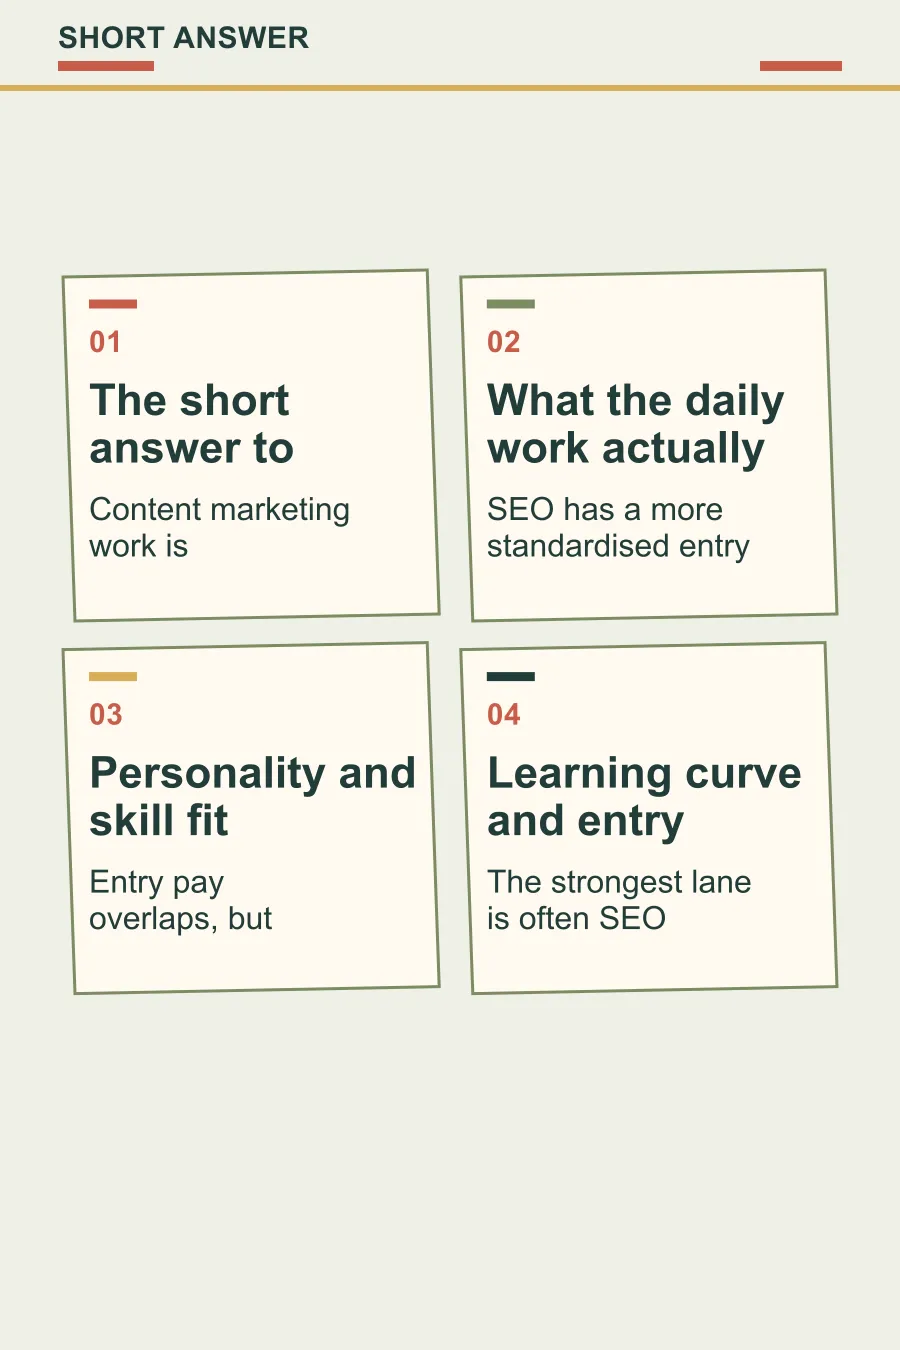 SHORT ANSWER
01
The short
answer to
Content marketing
work is
02
What the daily
work actually
SEO has a more
standardised entry
03
Personality and
skill fit
Entry pay
overlaps, but
04
Learning curve
and entry
The strongest lane
is often SEO